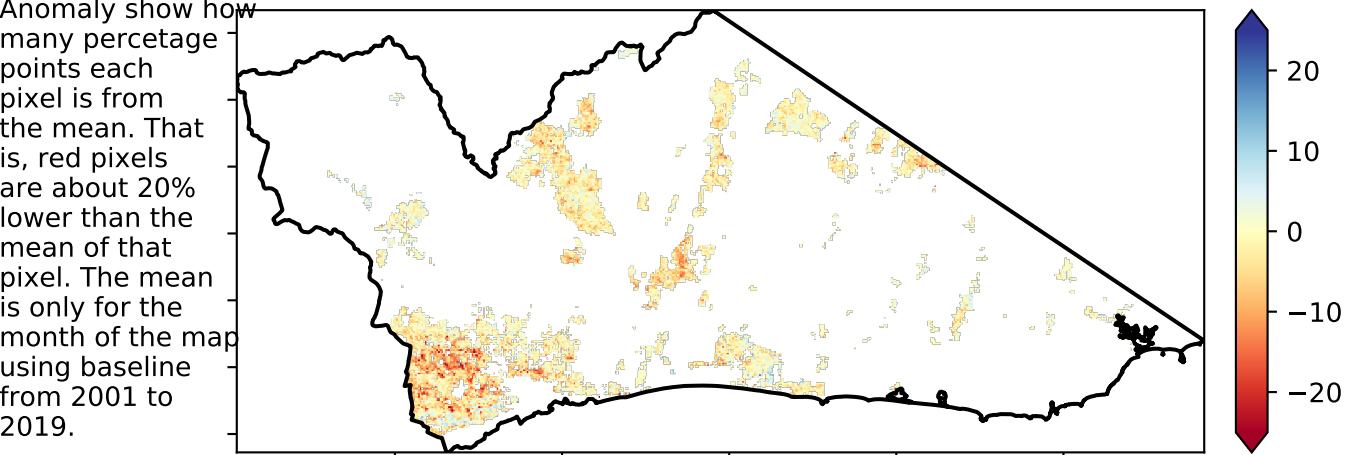 Anomaly show how
many percetage
points each
pixel is from
the mean. That
is, red pixels
are about 20%
lower than the
mean of that
pixel. The mean
is only for the
month of the map
using baseline
from 2001 to
2019.
20
10
0
−10
−20